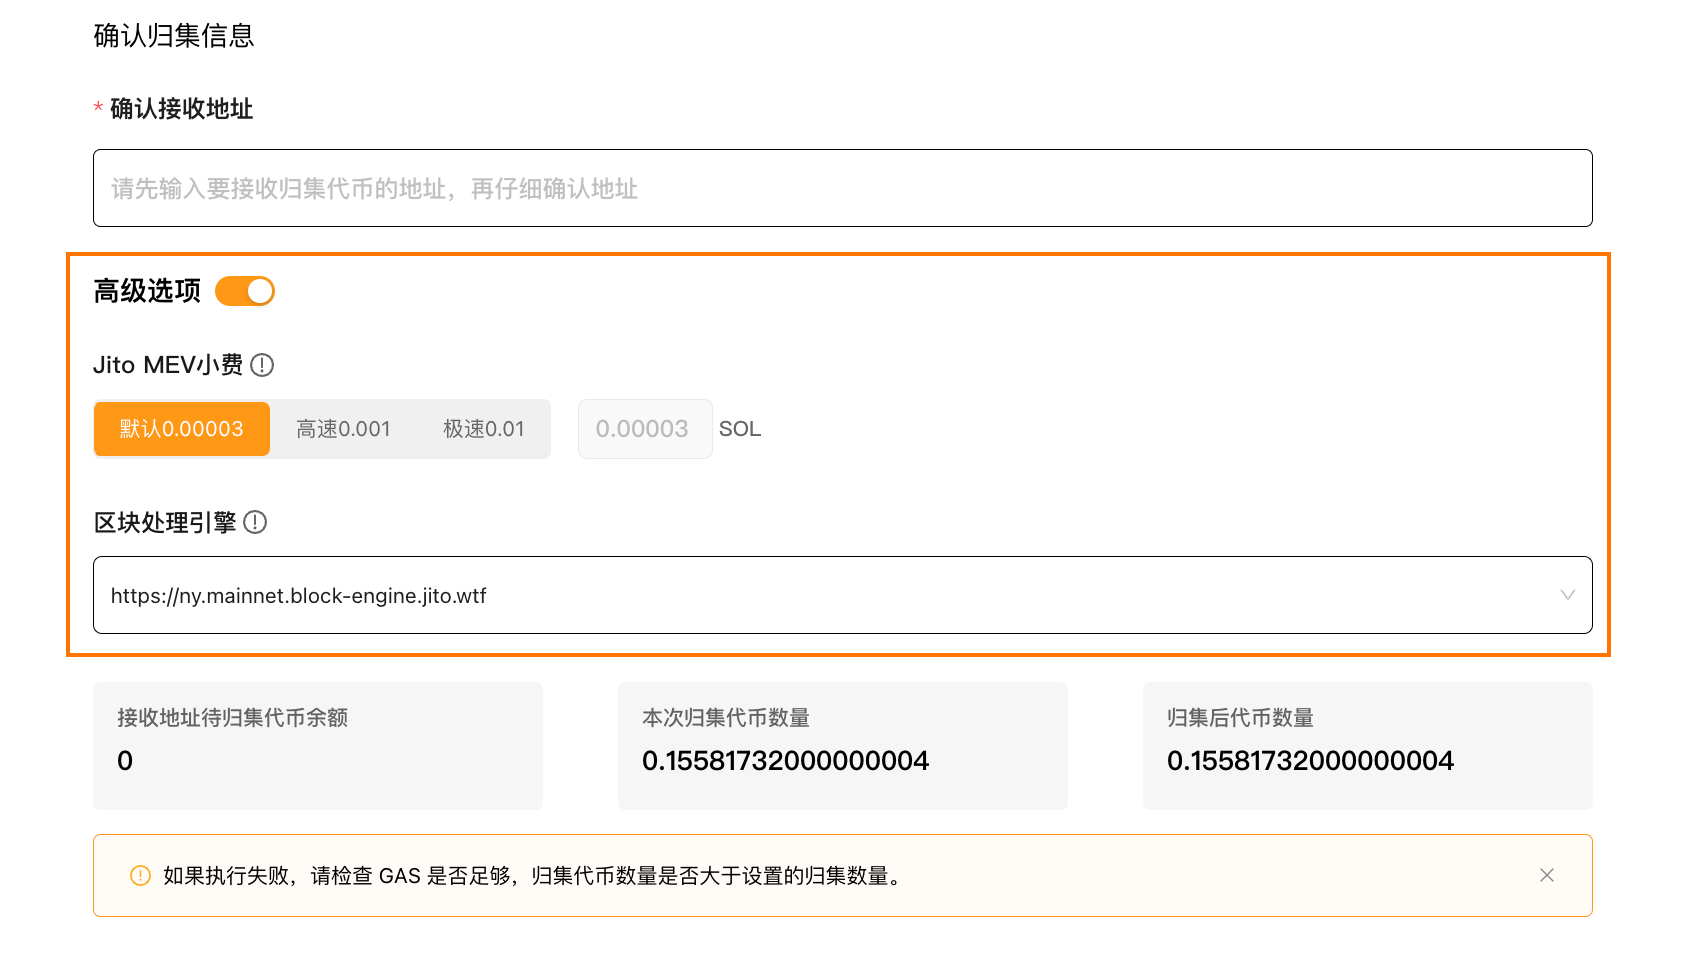 确认归集信息
* 确认接收地址
请先输入要接收归集代币的地址，再仔细确认地址
高级选项
Jito MEV小费
默认0.00003 高速0.001 极速0.01 0.00003 SOL
区块处理引擎
https://ny.mainnet.block-engine.jito.wtf
接收地址待归集代币余额
0
本次归集代币数量
0.15581732000000004
归集后代币数量
0.15581732000000004
如果执行失败，请检查 GAS 是否足够，归集代币数量是否大于设置的归集数量。